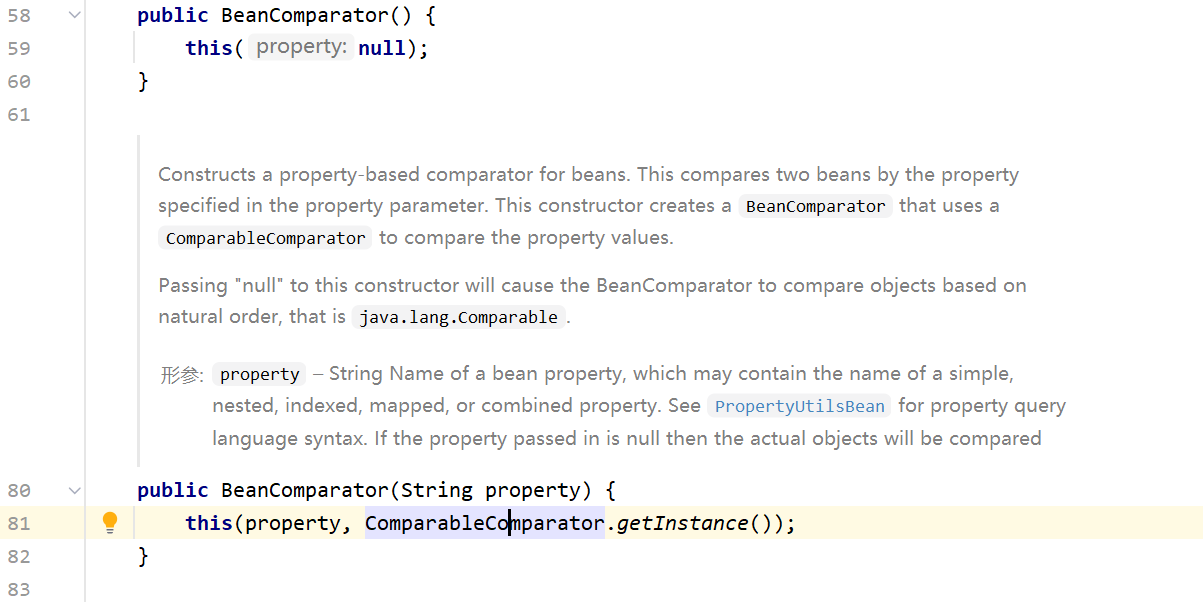 58 public BeanComparator() {
59 this( property: null);
60 }
61
Constructs a property-based comparator for beans. This compares two beans by the property
specified in the property parameter. This constructor creates a BeanComparator that uses a
ComparableComparator to compare the property values.
Passing "null" to this constructor will cause the BeanComparator to compare objects based on
natural order, that is java.lang.Comparable.
形参: property – String Name of a bean property, which may contain the name of a simple,
nested, indexed, mapped, or combined property. See PropertyUtilsBean for property query
language syntax. If the property passed in is null then the actual objects will be compared
80 public BeanComparator(String property) {
81 this(property, ComparableComparator.getInstance());
82 }
83